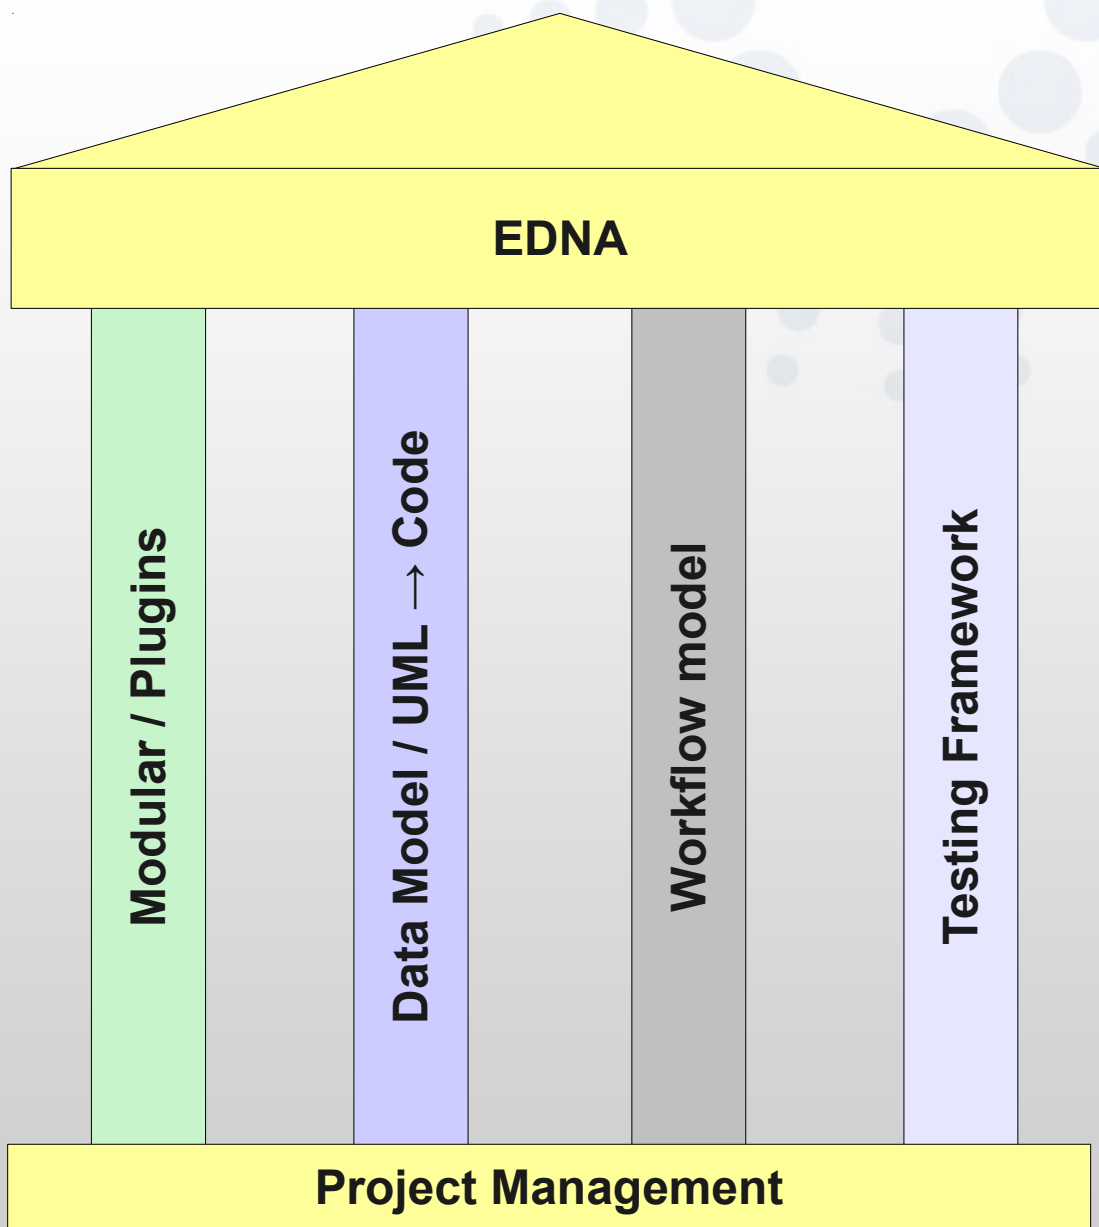 EDNA
Modular / Plugins
Data Model / UML → Code
Workflow model
Testing Framework
Project Management